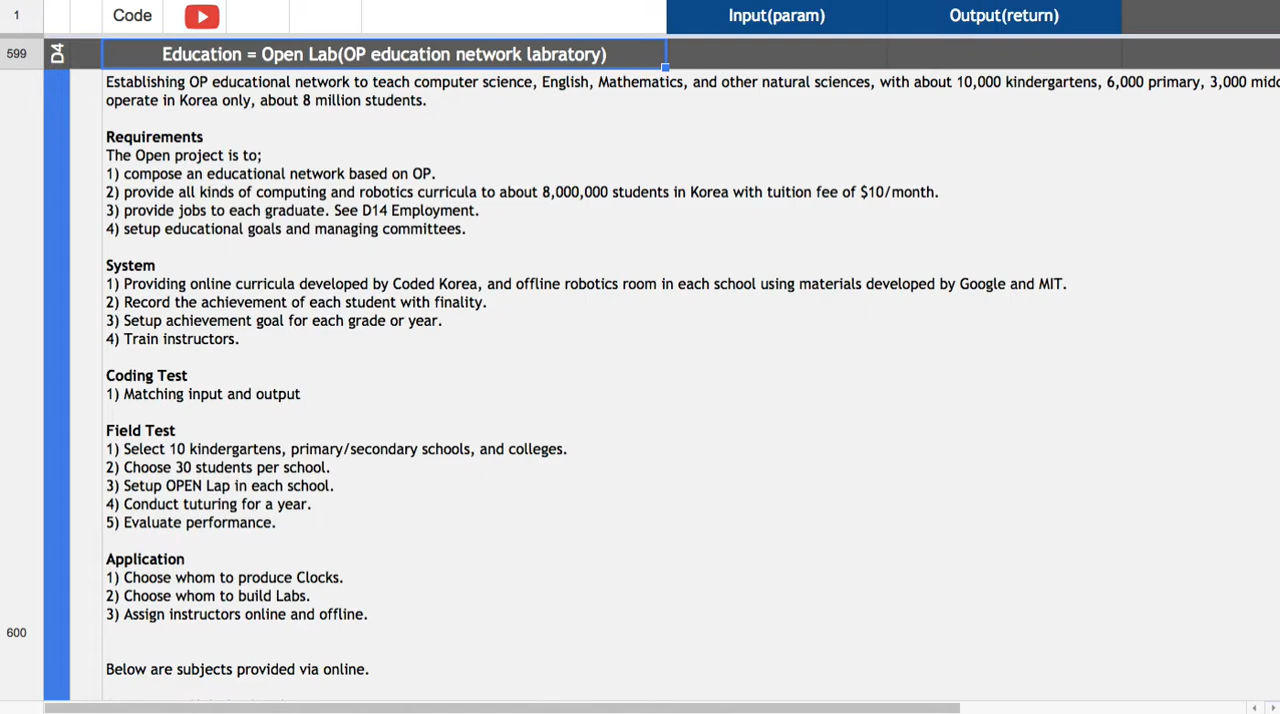 1 Code Input(param) Output(return)
599 D4 Education = Open Lab(OP education network labratory)
Establishing OP educational network to teach computer science, English, Mathematics, and other natural sciences, with about 10,000 kindergartens, 6,000 primary, 3,000
operate in Korea only, about 8 million students.
Requirements
The Open project is to;
1) compose an educational network based on OP.
2) provide all kinds of computing and robotics curricula to about 8,000,000 students in Korea with tuition fee of $10/month.
3) provide jobs to each graduate. See D14 Employment.
4) setup educational goals and managing committees.
System
1) Providing online curricula developed by Coded Korea, and offline robotics room in each school using materials developed by Google and MIT.
2) Record the achievement of each student with finality.
3) Setup achievement goal for each grade or year.
4) Train instructors.
Coding Test
1) Matching input and output
Field Test
1) Select 10 kindergartens, primary/secondary schools, and colleges.
2) Choose 30 students per school.
3) Setup OPEN Lap in each school.
4) Conduct tuturing for a year.
5) Evaluate performance.
Application
1) Choose whom to produce Clocks.
2) Choose whom to build Labs.
3) Assign instructors online and offline.
600
Below are subjects provided via online.